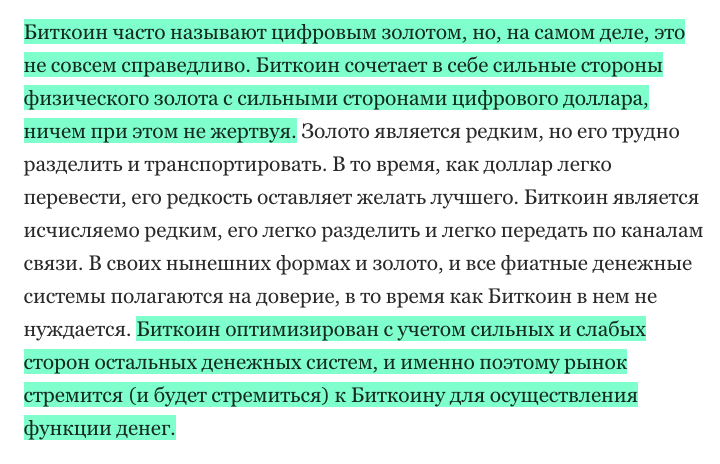 Биткоин часто называют цифровым золотом, но, на самом деле, это
не совсем справедливо. Биткоин сочетает в себе сильные стороны
физического золота с сильными сторонами цифрового доллара,
ничем при этом не жертвуя. Золото является редким, но его трудно
разделить и транспортировать. В то время, как доллар легко
перевести, его редкость оставляет желать лучшего. Биткоин является
исчисляемо редким, его легко разделить и легко передать по каналам
связи. В своих нынешних формах и золото, и все фиатные денежные
системы полагаются на доверие, в то время как Биткоин в нем не
нуждается. Биткоин оптимизирован с учетом сильных и слабых
сторон остальных денежных систем, и именно поэтому рынок
стремится (и будет стремиться) к Биткоину для осуществления
функции денег.